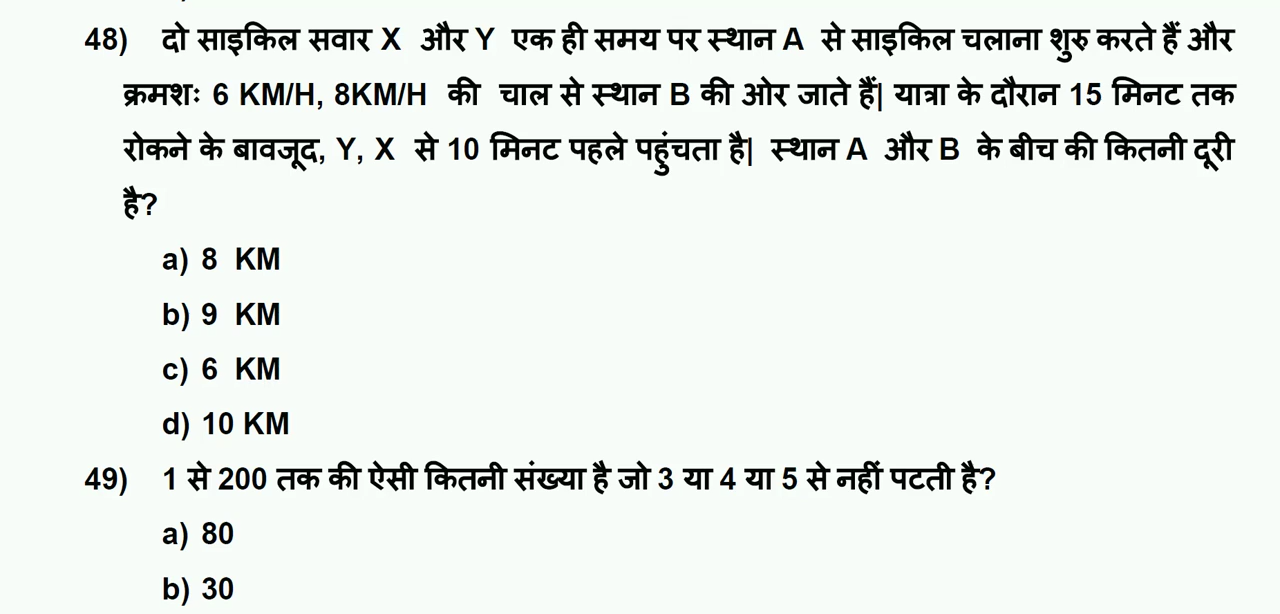 48) दो साइकिल सवार X और Y एक ही समय पर स्थान A से साइकिल चलाना शुरु करते हैं और
क्रमशः 6 KM/H, 8KM/H की चाल से स्थान B की ओर जाते हैं| यात्रा के दौरान 15 मिनट तक
रोकने के बावजूद, Y, X से 10 मिनट पहले पहुंचता है| स्थान A और B के बीच की कितनी दूरी
है?
a) 8 KM
b) 9 KM
c) 6 KM
d) 10 KM
49) 1 से 200 तक की ऐसी कितनी संख्या है जो 3 या 4 या 5 से नहीं पटती है?
a) 80
b) 30